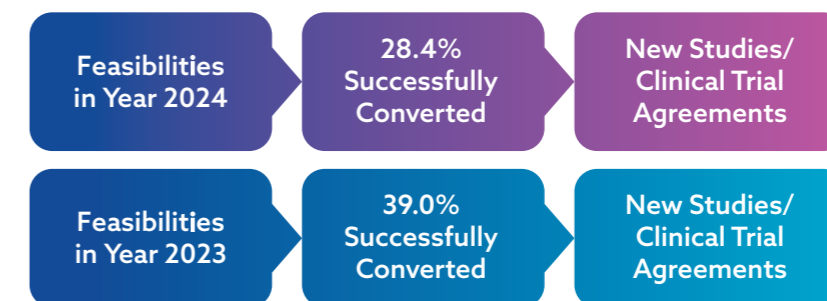 Feasibilities
in Year 2024
28.4%
Successfully
Converted
New Studies/
Clinical Trial
Agreements
Feasibilities
in Year 2023
39.0%
Successfully
Converted
New Studies/
Clinical Trial
Agreements